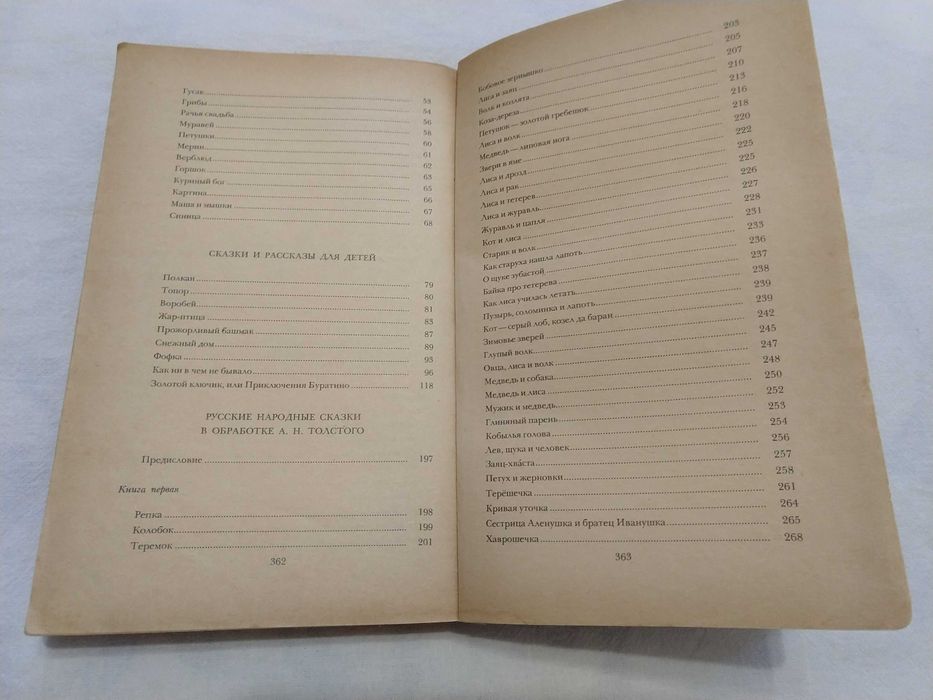 Гусак 53
Грибы 54
Рачья свадьба 56
Муравей 58
Петушки 60
Мерин 61
Верблюд 62
Горшок 63
Куриный бог 65
Картина 66
Маша и мышки 67
Синица 68
СКАЗКИ И РАССКАЗЫ ДЛЯ ДЕТЕЙ
Полкан 79
Топор 80
Воробей 81
Жар-птица 83
Прожорливый башмак 87
Снежный дом 89
Фофка 93
Как ни в чем не бывало 96
Золотой ключик, или Приключения Буратино 118
РУССКИЕ НАРОДНЫЕ СКАЗКИ
В ОБРАБОТКЕ А. Н. ТОЛСТОГО
Предисловие 197
Книга первая
Репка 198
Колобок 199
Теремок 201
362
Бобовое зернышко 203
Лиса и заяц 205
Волк и козлята 207
Коза-дереза 210
Петушок — золотой гребешок 213
Лиса и волк 216
Медведь — липовая нога 218
Звери в яме 220
Лиса и дрозд 222
Лиса и рак 225
Лиса и тетерев 225
Лиса и журавль 226
Журавль и цапля 227
Кот и лиса 228
Старик и волк 231
Как старуха нашла лапоть 233
О щуке зубастой 236
Байка про тетерева 237
Как лиса училась летать 238
Пузырь, соломинка и лапоть 239
Кот — серый лоб, козел да баран 239
Зимовье зверей 242
Глупый волк 245
Овца, лиса и волк 247
Медведь и собака 248
Медведь и лиса 250
Мужик и медведь 252
Глиняный парень 253
Кобылья голова 254
Лев, щука и человек 256
Заяц-хвáста 257
Петух и жерновки 258
Терёшечка 261
Кривая уточка 264
Сестрица Аленушка и братец Иванушка 265
Хаврошечка 268
363